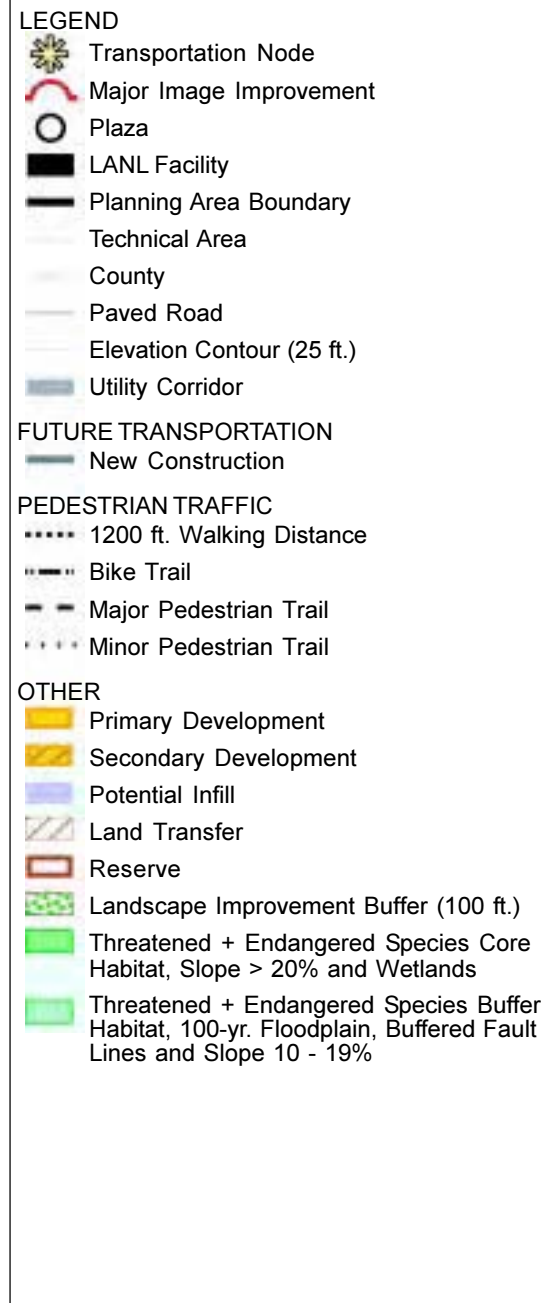 LEGEND
Transportation Node
Major Image Improvement
Plaza
LANL Facility
Planning Area Boundary
Technical Area
County
Paved Road
Elevation Contour (25 ft.)
Utility Corridor
FUTURE TRANSPORTATION
New Construction
PEDESTRIAN TRAFFIC
1200 ft. Walking Distance
Bike Trail
Major Pedestrian Trail
Minor Pedestrian Trail
OTHER
Primary Development
Secondary Development
Potential Infill
Land Transfer
Reserve
Landscape Improvement Buffer (100 ft.)
Threatened + Endangered Species Core
Habitat, Slope > 20% and Wetlands
Threatened + Endangered Species Buffer
Habitat, 100-yr. Floodplain, Buffered Fault
Lines and Slope 10 - 19%